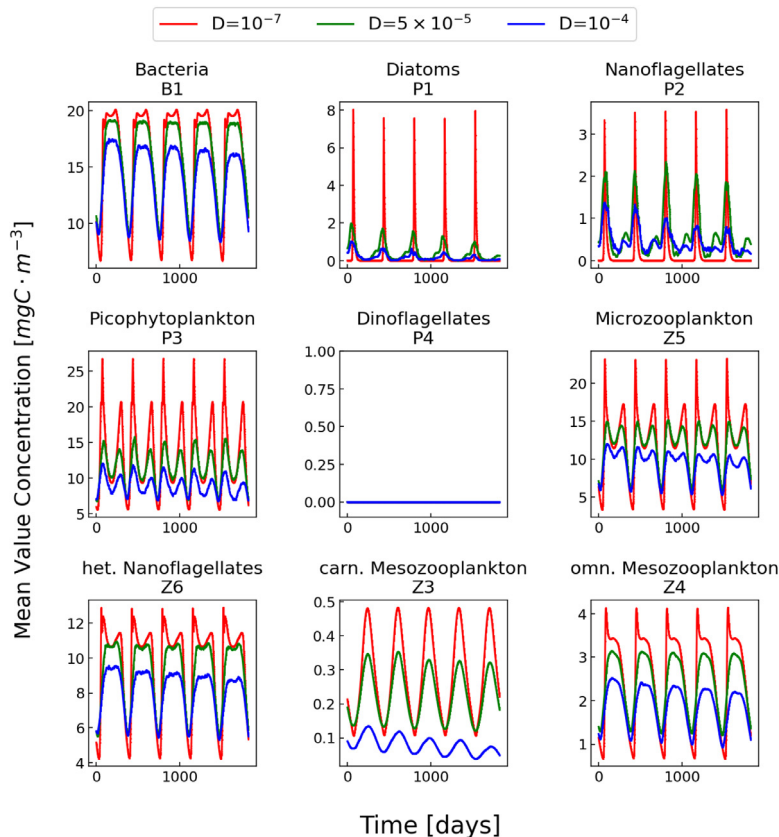 D=10⁻⁷ D=5 × 10⁻⁵ D=10⁻⁴
Mean Value Concentration [mgC · m⁻³]
Bacteria
B1
20
15
10
0 1000
Diatoms
P1
8
6
4
2
0
0 1000
Nanoflagellates
P2
3
2
1
0
0 1000
Picophytoplankton
P3
25
20
15
10
5
0 1000
Dinoflagellates
P4
1.00
0.75
0.50
0.25
0.00
0 1000
Microzooplankton
Z5
20
15
10
5
0 1000
het. Nanoflagellates
Z6
12
10
8
6
4
0 1000
carn. Mesozooplankton
Z3
0.5
0.4
0.3
0.2
0.1
0 1000
omn. Mesozooplankton
Z4
4
3
2
1
0 1000
Time [days]